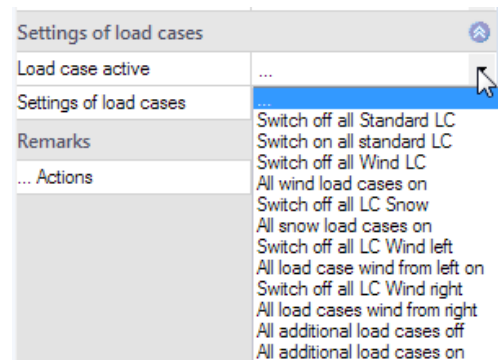 Settings of load cases
Load case active ...
Settings of load cases ...
Remarks
... Actions
Switch off all Standard LC
Switch on all standard LC
Switch off all Wind LC
All wind load cases on
Switch off all LC Snow
All snow load cases on
Switch off all LC Wind left
All load case wind from left on
Switch off all LC Wind right
All load cases wind from right
All additional load cases off
All additional load cases on